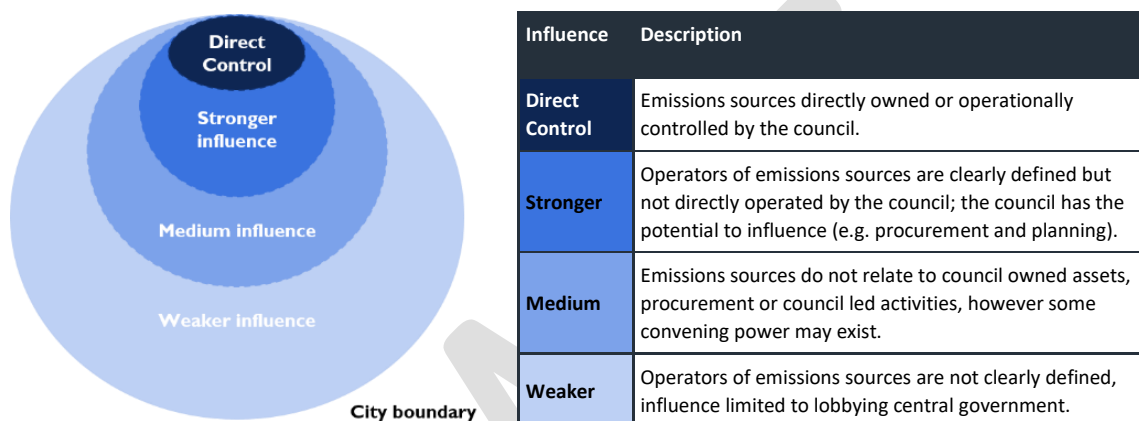 Direct
Control
Stronger
influence
Medium influence
Weaker influence
City boundary
Influence Description
Direct
Control
Emissions sources directly owned or operationally
controlled by the council.
Stronger
Operators of emissions sources are clearly defined but
not directly operated by the council; the council has the
potential to influence (e.g. procurement and planning).
Medium
Emissions sources do not relate to council owned assets,
procurement or council led activities, however some
convening power may exist.
Weaker
Operators of emissions sources are not clearly defined,
influence limited to lobbying central government.